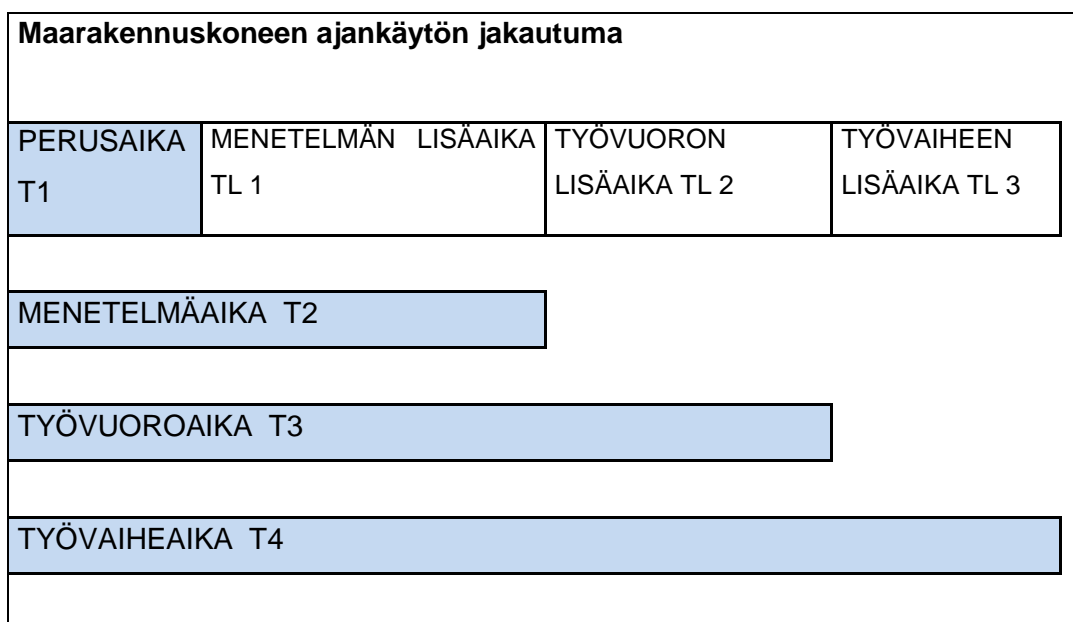 Maarakennuskoneen ajankäytön jakautuma
PERUSAIKA MENETELMÄN LISÄAIKA TYÖVUORON TYÖVAIHEEN
T1 TL 1 LISÄAIKA TL 2 LISÄAIKA TL 3
MENETELMÄAIKA T2
TYÖVUOROAIKA T3
TYÖVAIHEAIKA T4